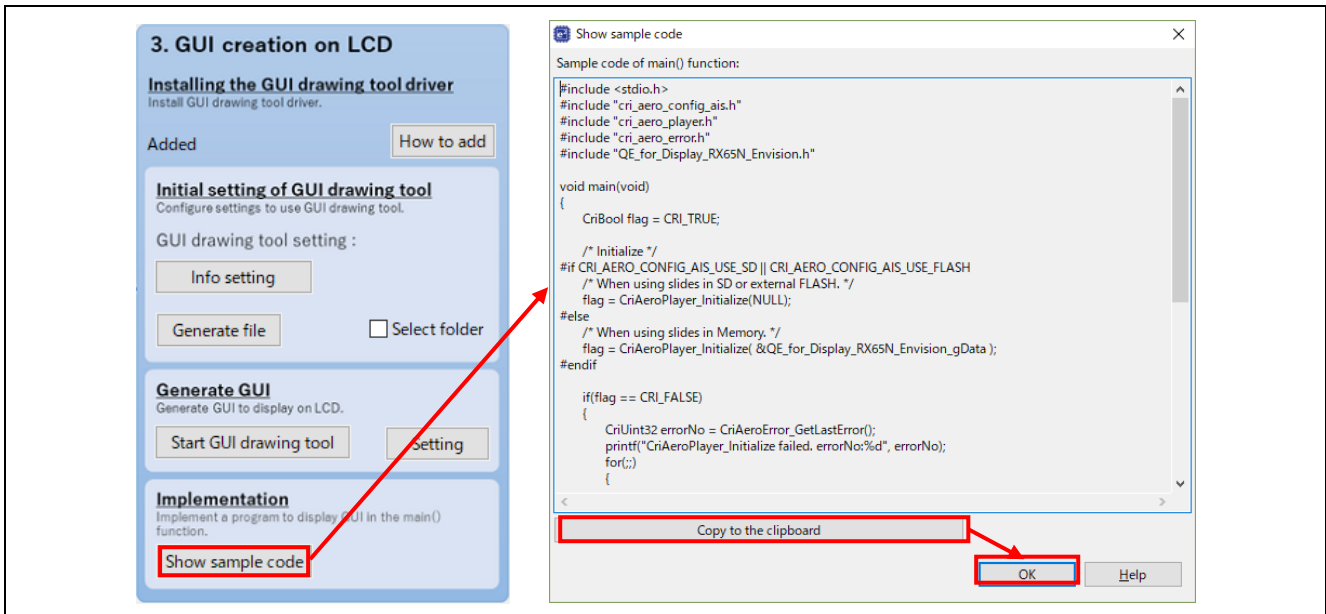 3. GUI creation on LCD
Installing the GUI drawing tool driver
Install GUI drawing tool driver.
Added
How to add
Initial setting of GUI drawing tool
Configure settings to use GUI drawing tool.
GUI drawing tool setting :
Info setting
Generate file
Select folder
Generate GUI
Generate GUI to display on LCD.
Start GUI drawing tool
Setting
Implementation
Implement a program to display GUI in the main()
function.
Show sample code
Show sample code
Sample code of main() function:
#include <stdio.h>
#include "cri_aero_config_ais.h"
#include "cri_aero_player.h"
#include "cri_aero_error.h"
#include "QE_for_Display_RX65N_Envision.h"
void main(void)
{
CriBool flag = CRI_TRUE;
/* Initialize */
#if CRI_AERO_CONFIG_AIS_USE_SD || CRI_AERO_CONFIG_AIS_USE_FLASH
/* When using slides in SD or external FLASH. */
flag = CriAeroPlayer_Initialize(NULL);
#else
/* When using slides in Memory. */
flag = CriAeroPlayer_Initialize( &QE_for_Display_RX65N_Envision_gData );
#endif
if(flag == CRI_FALSE)
{
CriUint32 errorNo = CriAeroError_GetLastError();
printf("CriAeroPlayer_Initialize failed. errorNo:%d", errorNo);
for(;;)
{
Copy to the clipboard
OK
Help